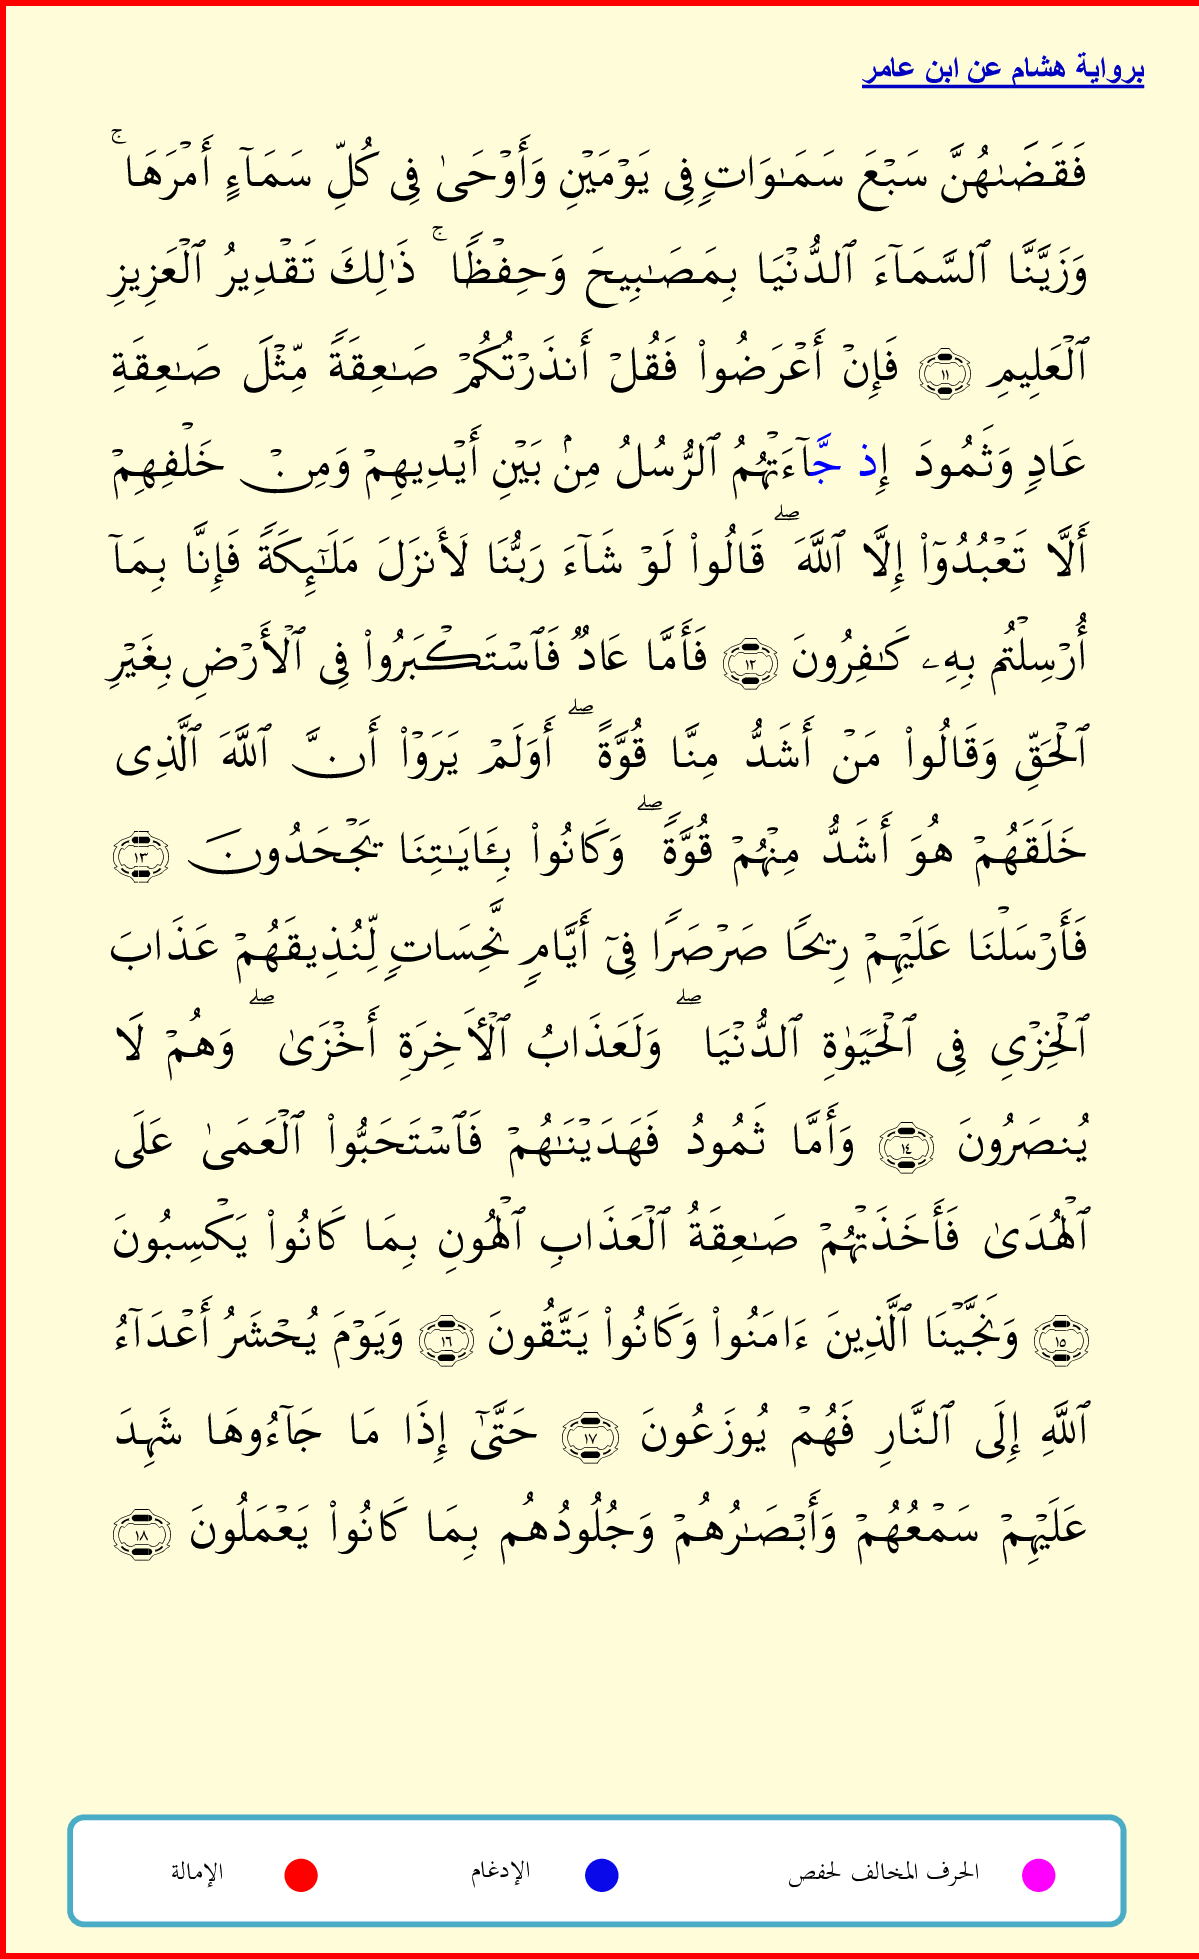 برواية هشام عن ابن عامر
فَقَضَىٰهُنَّ سَبْعَ سَمَـٰوَاتٍۢ فِى يَوْمَيْنِ وَأَوْحَىٰ فِى كُلِّ سَمَآءٍ أَمْرَهَا ۚ
وَزَيَّنَّا ٱلسَّمَآءَ ٱلدُّنْيَا بِمَصَـٰبِيحَ وَحِفْظًا ۚ ذَٰلِكَ تَقْدِيرُ ٱلْعَزِيزِ
ٱلْعَلِيمِ ١١ فَإِنْ أَعْرَضُوا۟ فَقُلْ أَنذَرْتُكُمْ صَـٰعِقَةً مِّثْلَ صَـٰعِقَةِ
عَادٍۢ وَثَمُودَ إِذ جَّآءَتْهُمُ ٱلرُّسُلُ مِنۢ بَيْنِ أَيْدِيهِمْ وَمِنْ خَلْفِهِمْ
أَلَّا تَعْبُدُوٓا۟ إِلَّا ٱللَّهَ ۖ قَالُوا۟ لَوْ شَآءَ رَبُّنَا لَأَنزَلَ مَلَـٰٓئِكَةً فَإِنَّا بِمَآ
أُرْسِلْتُم بِهِۦ كَـٰفِرُونَ ١٢ فَأَمَّا عَادٌۭ فَٱسْتَكْبَرُوا۟ فِى ٱلْأَرْضِ بِغَيْرِ
ٱلْحَقِّ وَقَالُوا۟ مَنْ أَشَدُّ مِنَّا قُوَّةً ۖ أَوَلَمْ يَرَوْا۟ أَنَّ ٱللَّهَ ٱلَّذِى
خَلَقَهُمْ هُوَ أَشَدُّ مِنْهُمْ قُوَّةًۭ ۖ وَكَانُوا۟ بِـَٔايَـٰتِنَا يَجْحَدُونَ ١٣
فَأَرْسَلْنَا عَلَيْهِمْ رِيحًۭا صَرْصَرًۭا فِىٓ أَيَّامٍۢ نَّحِسَاتٍۢ لِّنُذِيقَهُمْ عَذَابَ
ٱلْخِزْىِ فِى ٱلْحَيَوٰةِ ٱلدُّنْيَا ۖ وَلَعَذَابُ ٱلْـَٔاخِرَةِ أَخْزَىٰ ۖ وَهُمْ لَا
يُنصَرُونَ ١٤ وَأَمَّا ثَمُودُ فَهَدَيْنَـٰهُمْ فَٱسْتَحَبُّوا۟ ٱلْعَمَىٰ عَلَى
ٱلْهُدَىٰ فَأَخَذَتْهُمْ صَـٰعِقَةُ ٱلْعَذَابِ ٱلْهُونِ بِمَا كَانُوا۟ يَكْسِبُونَ
١٥ وَنَجَّيْنَا ٱلَّذِينَ ءَامَنُوا۟ وَكَانُوا۟ يَتَّقُونَ ١٦ وَيَوْمَ يُحْشَرُ أَعْدَآءُ
ٱللَّهِ إِلَى ٱلنَّارِ فَهُمْ يُوزَعُونَ ١٧ حَتَّىٰٓ إِذَا مَا جَآءُوهَا شَهِدَ
عَلَيْهِمْ سَمْعُهُمْ وَأَبْصَـٰرُهُمْ وَجُلُودُهُم بِمَا كَانُوا۟ يَعْمَلُونَ ١٨
الحرف المخالف لحفص الإدغام الإمالة